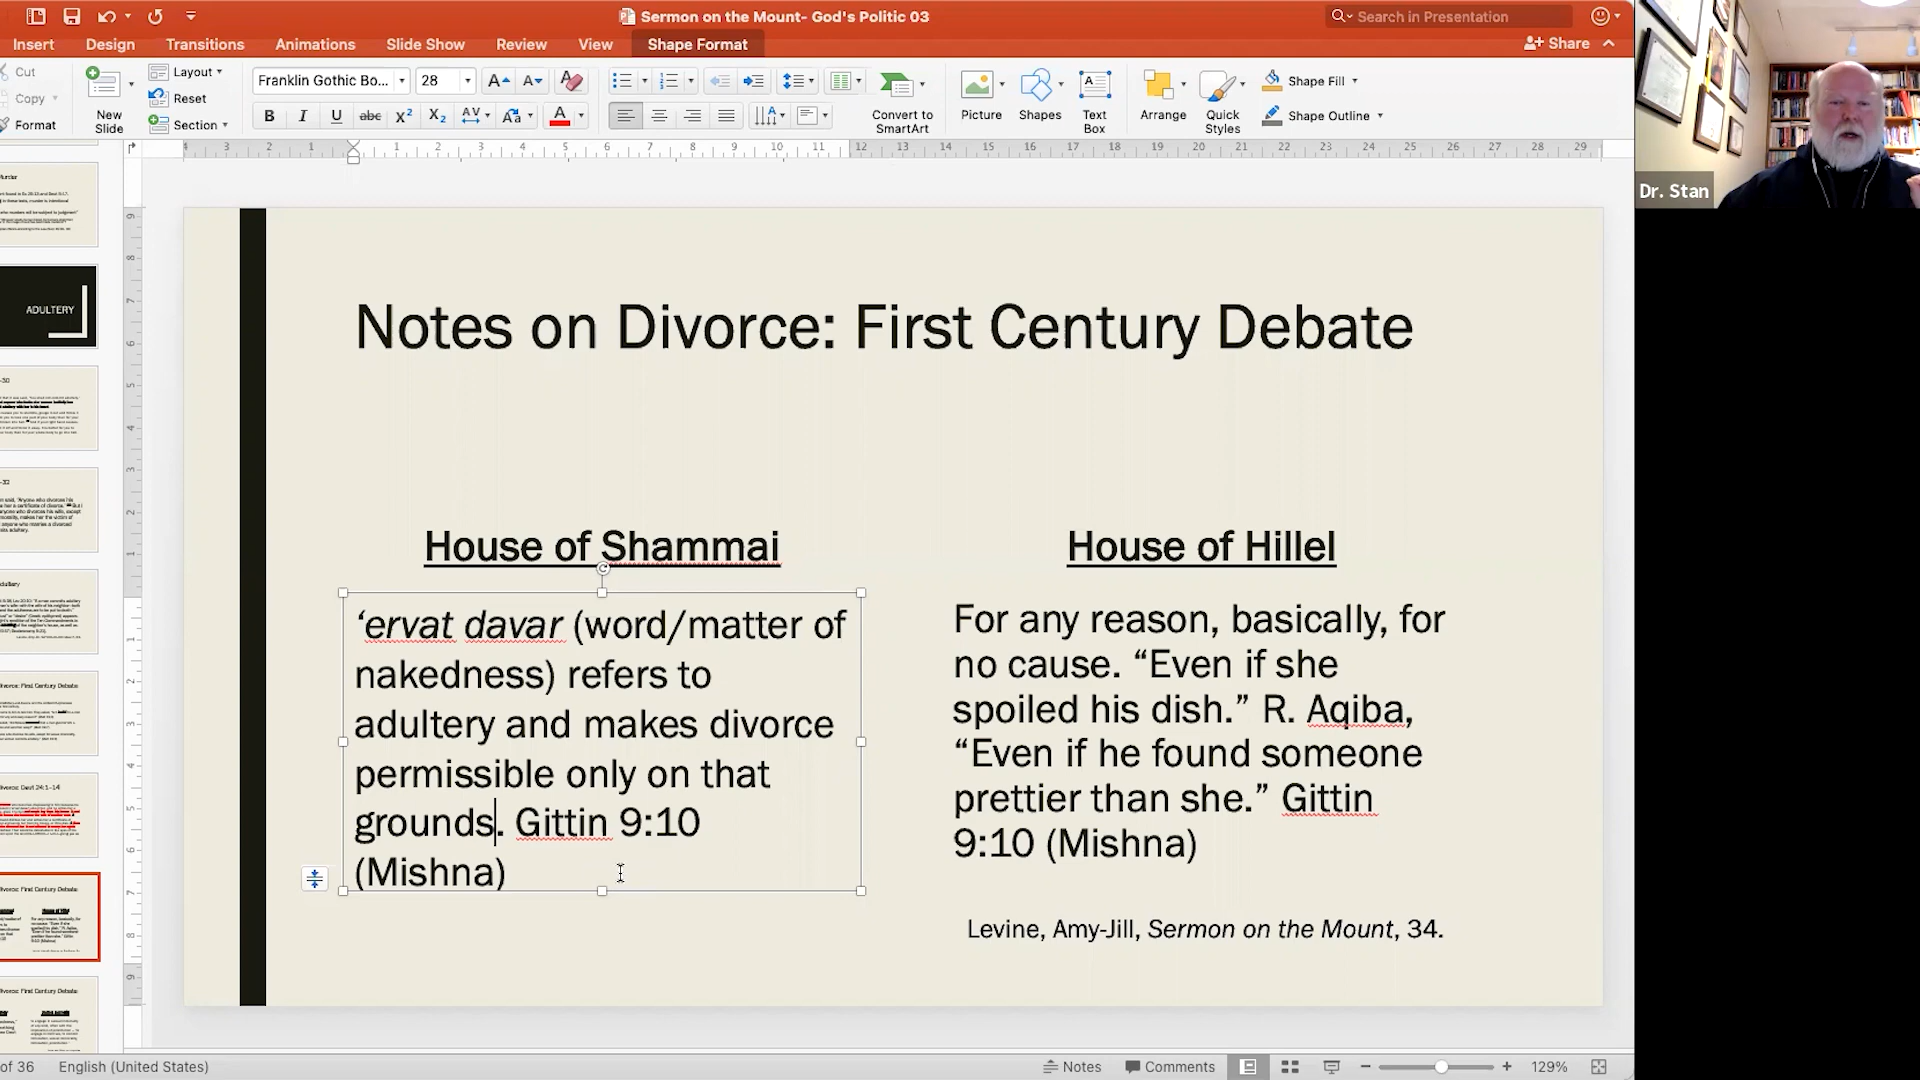 Sermon on the Mount- God's Politic 03
Search in Presentation
Insert
Design
Transitions
Animations
Slide Show
Review
View
Shape Format
Share
Cut
Copy
Format
New
Slide
Layout
Reset
Section
Franklin Gothic Bo...
28
Convert to
SmartArt
Picture
Shapes
Text
Box
Arrange
Quick
Styles
Shape Fill
Shape Outline
Dr. Stan
ADULTERY
Notes on Divorce: First Century Debate
House of Shammai
‘ervat davar (word/matter of
nakedness) refers to
adultery and makes divorce
permissible only on that
grounds. Gittin 9:10
(Mishna)
House of Hillel
For any reason, basically, for
no cause. “Even if she
spoiled his dish.” R. Aqiba,
“Even if he found someone
prettier than she.” Gittin
9:10 (Mishna)
Levine, Amy-Jill, Sermon on the Mount, 34.
of 36
English (United States)
Notes
Comments
129%